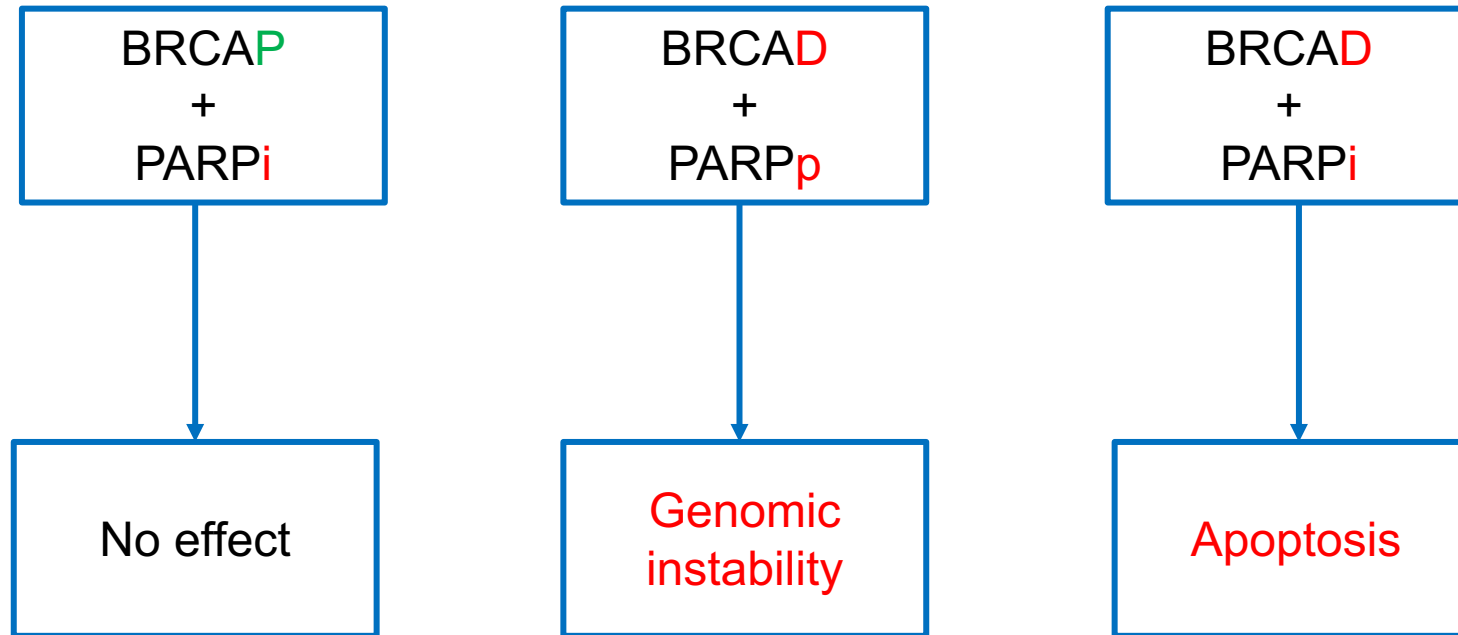 BRCAP
+
PARPi
BRCAD
+
PARPp
BRCAD
+
PARPi
No effect
Genomic
instability
Apoptosis